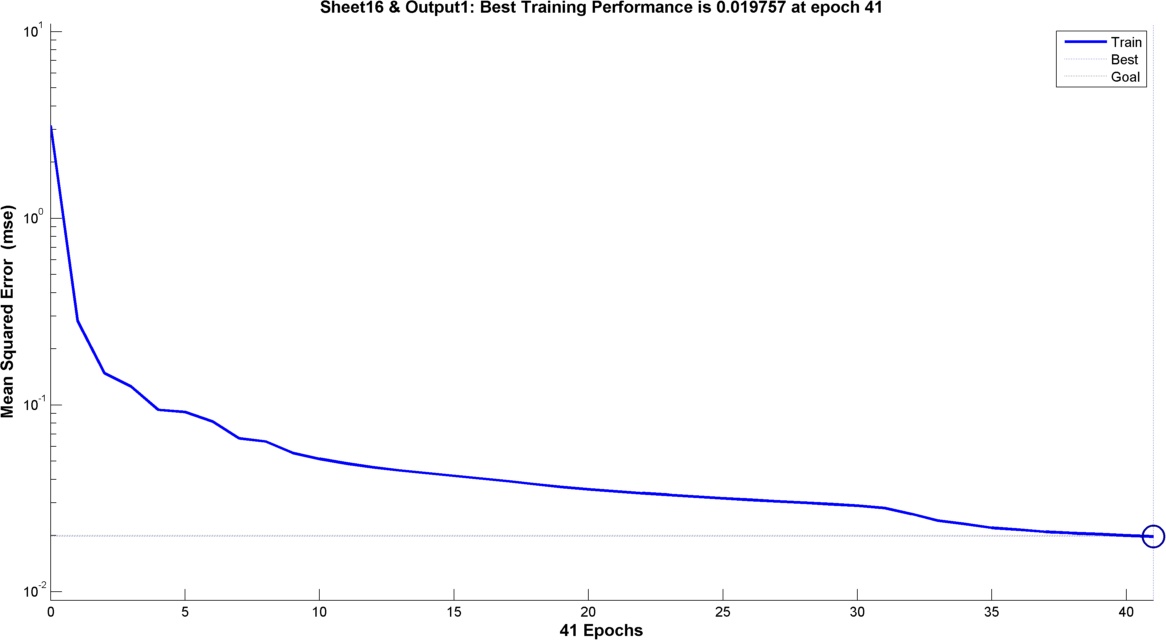 Sheet16 & Output1: Best Training Performance is 0.019757 at epoch 41
Train
Best
Goal
Mean Squared Error (mse)
10^1
10^0
10^-1
10^-2
0 5 10 15 20 25 30 35 40
41 Epochs